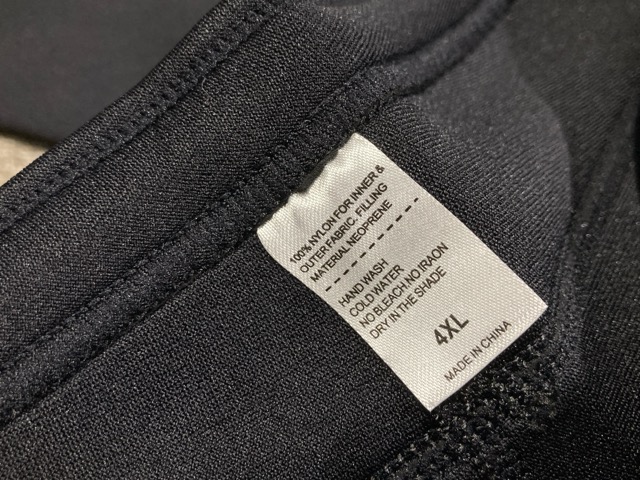 100% NYLON FOR INNER &
OUTER FABRIC. FILLING
MATERIAL NEOPRENE
HAND WASH
COLD WATER
NO BLEACH.NO.IRAON
DRY IN THE SHADE
4XL
MADE IN CHINA